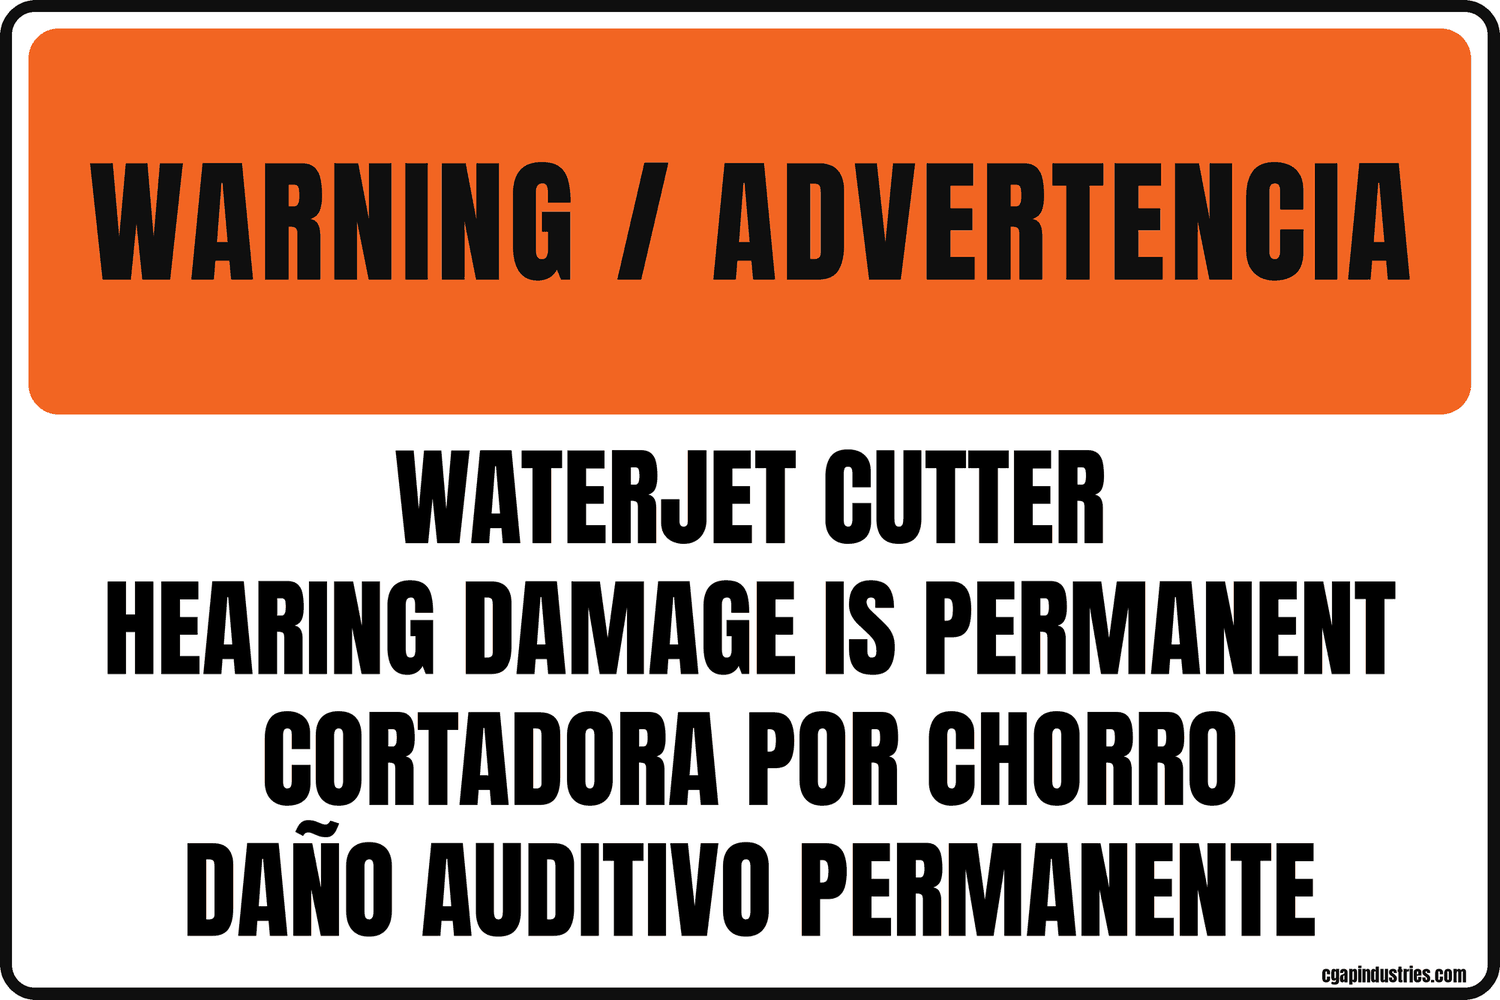 WARNING / ADVERTENCIA
WATERJET CUTTER
HEARING DAMAGE IS PERMANENT
CORTADORA POR CHORRO
DAÑO AUDITIVO PERMANENTE
cgapindustries.com